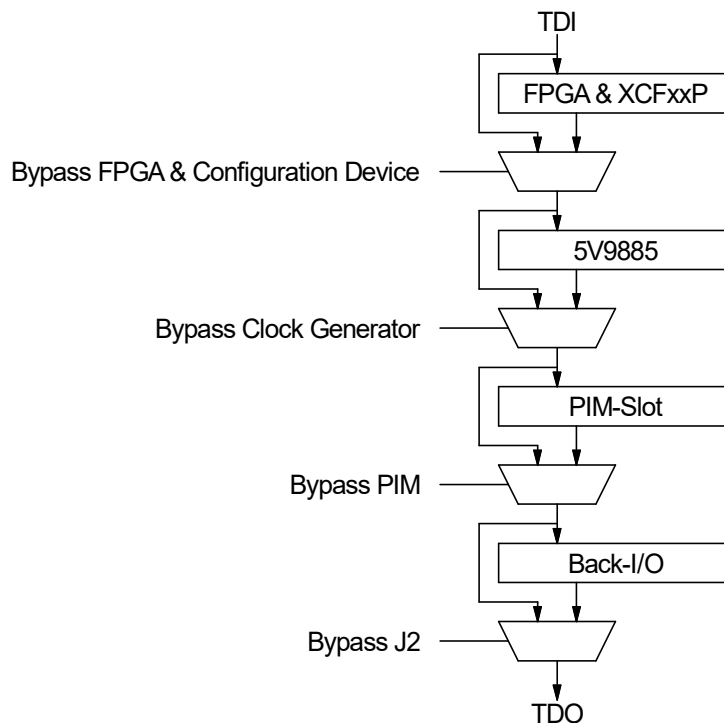 TDI
FPGA & XCFxxP
Bypass FPGA & Configuration Device
5V9885
Bypass Clock Generator
PIM-Slot
Bypass PIM
Back-I/O
Bypass J2
TDO